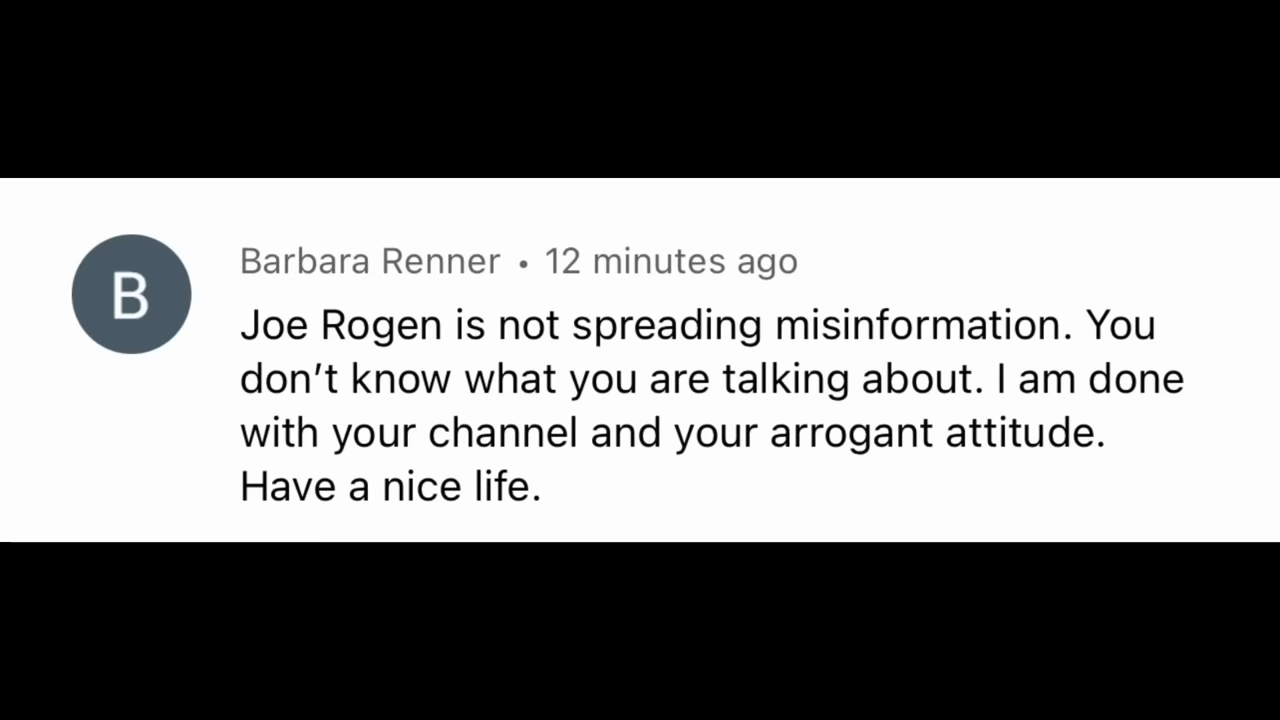 B
Barbara Renner • 12 minutes ago
Joe Rogen is not spreading misinformation. You
don’t know what you are talking about. I am done
with your channel and your arrogant attitude.
Have a nice life.